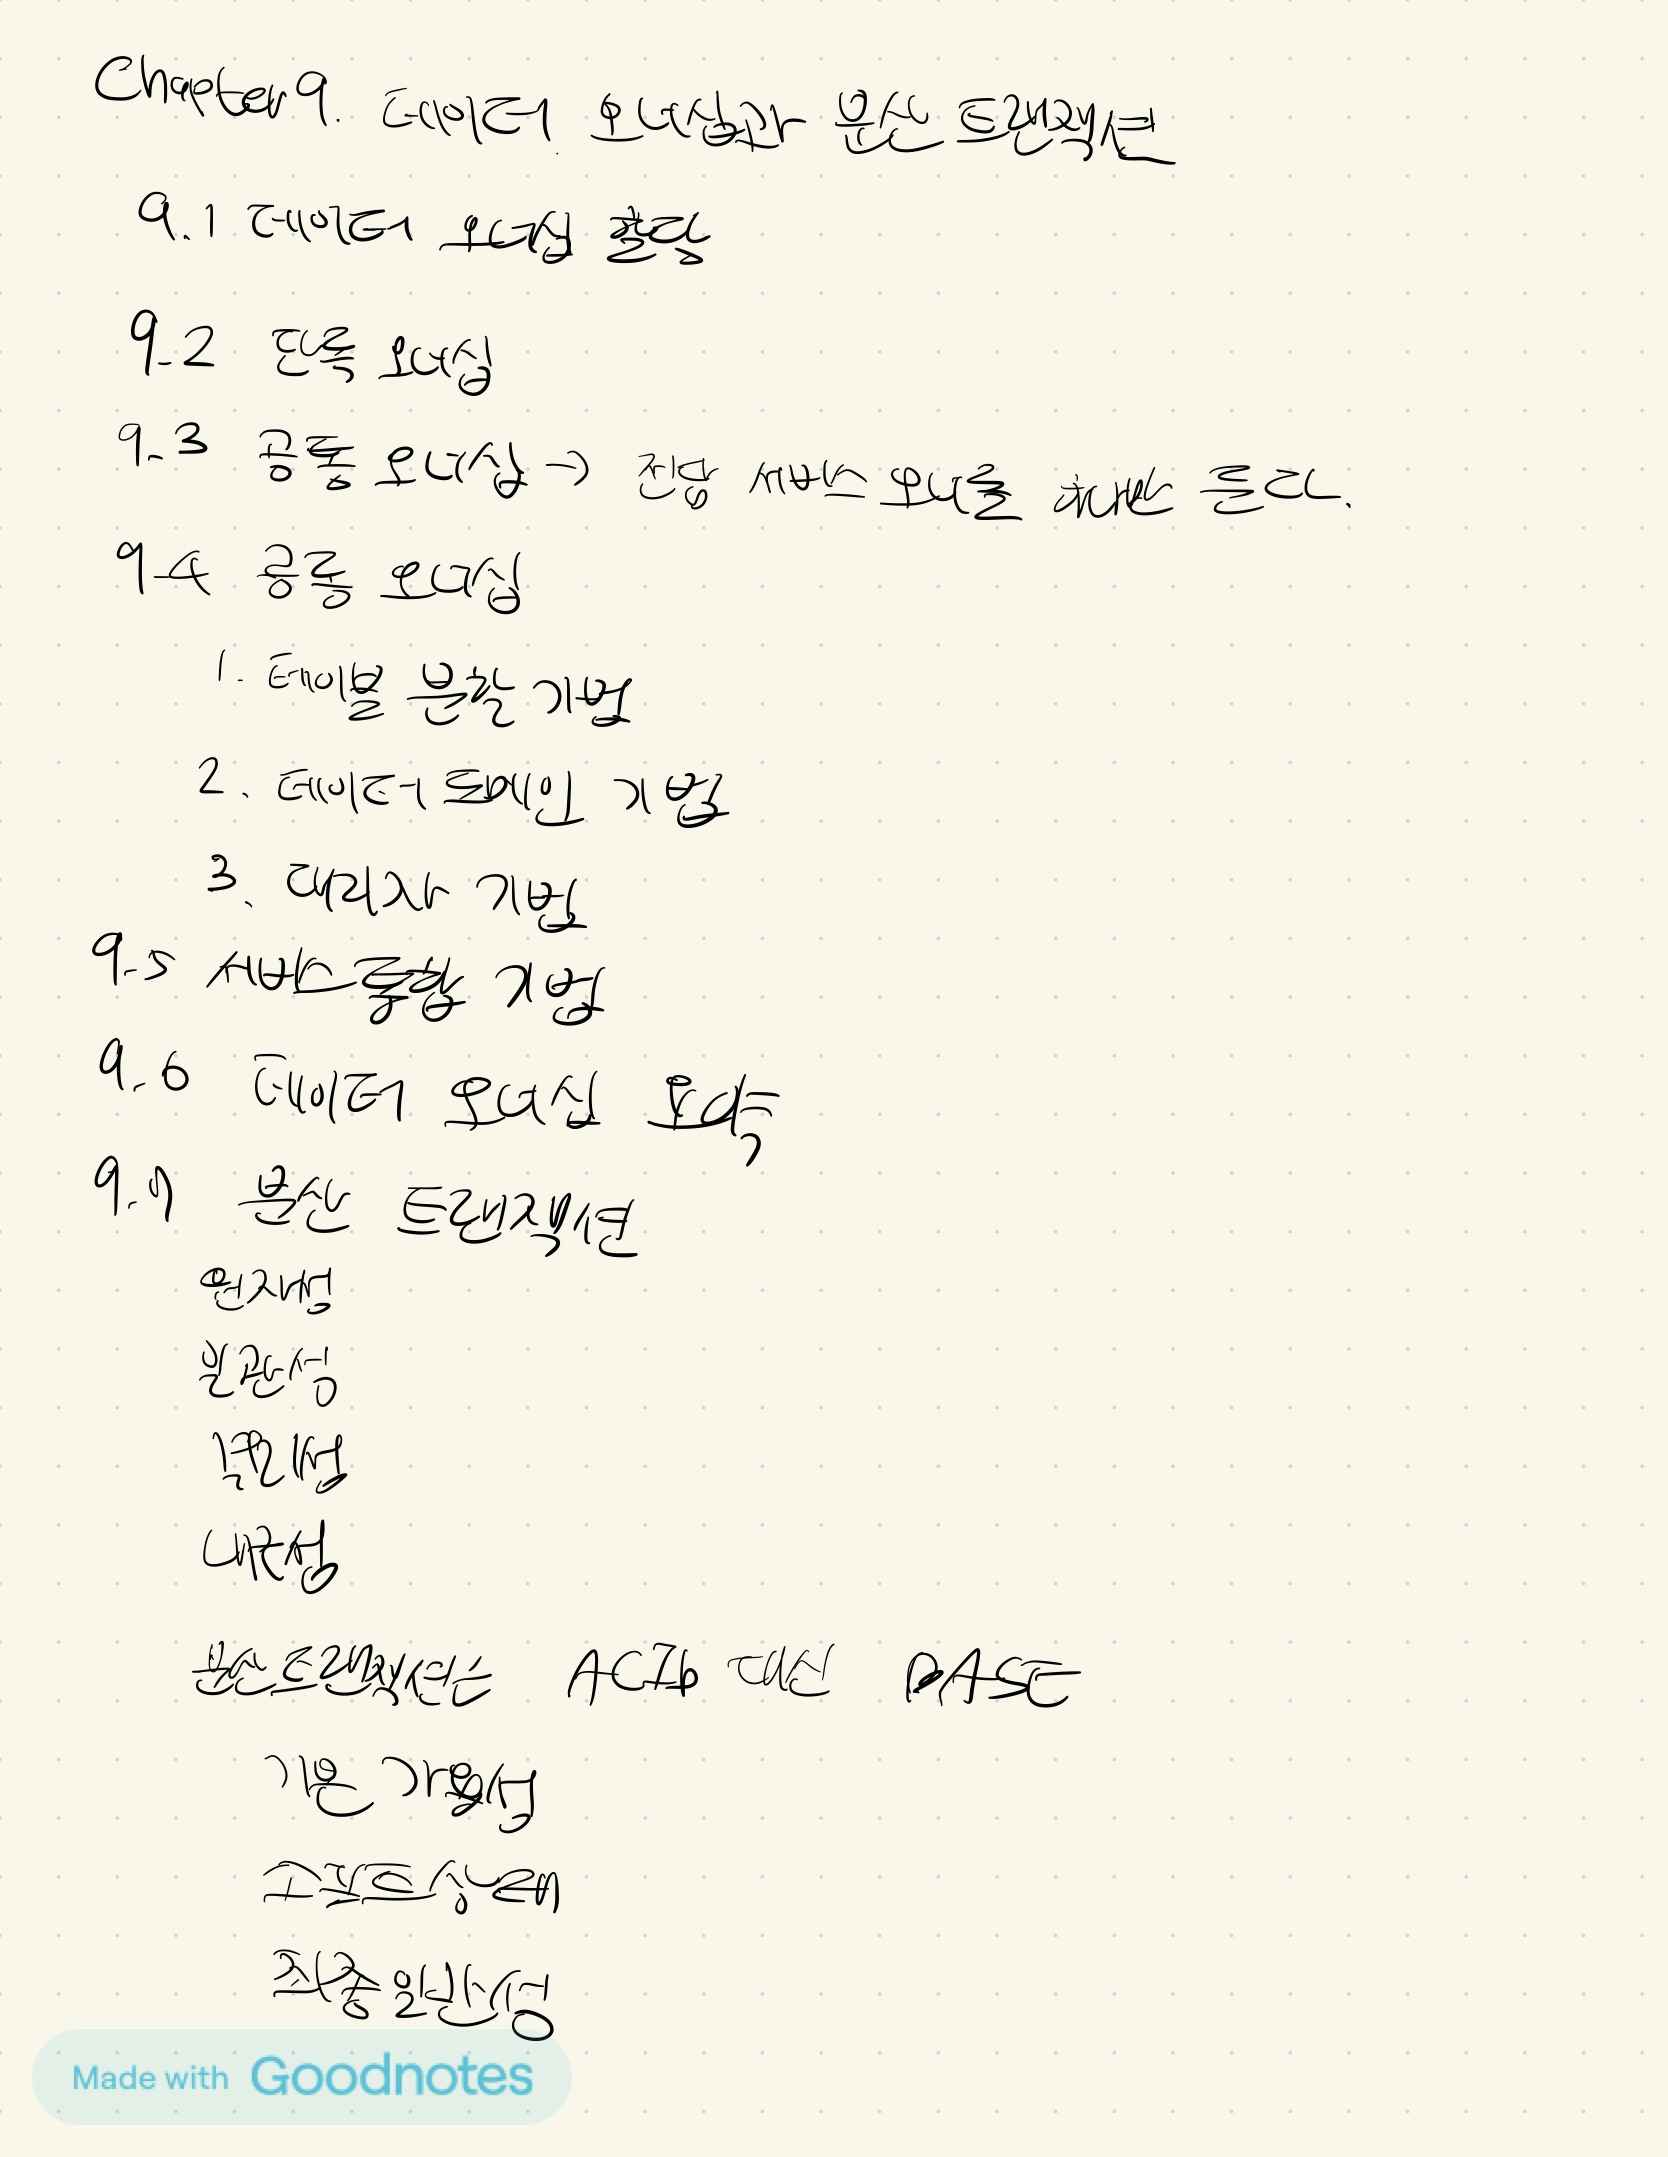 Chapter 9. 데이터 오너십과 분산 트랜잭션
9.1 데이터 오너십 할당
9.2 단독 오너십
9.3 공통 오너십 → 전담 서비스 오너를 하나만 둔다.
9.4 공동 오너십
1. 테이블 분할 기법
2. 데이터 도메인 기법
3. 대리자 기법
9.5 서비스 통합 기법
9.6 데이터 오너십 요약
9.7 분산 트랜잭션
원자성
일관성
격리성
내구성
분산 트랜잭션은 ACID 대신 BASE
기본 가용성
소프트 상태
최종 일관성
Made with Goodnotes